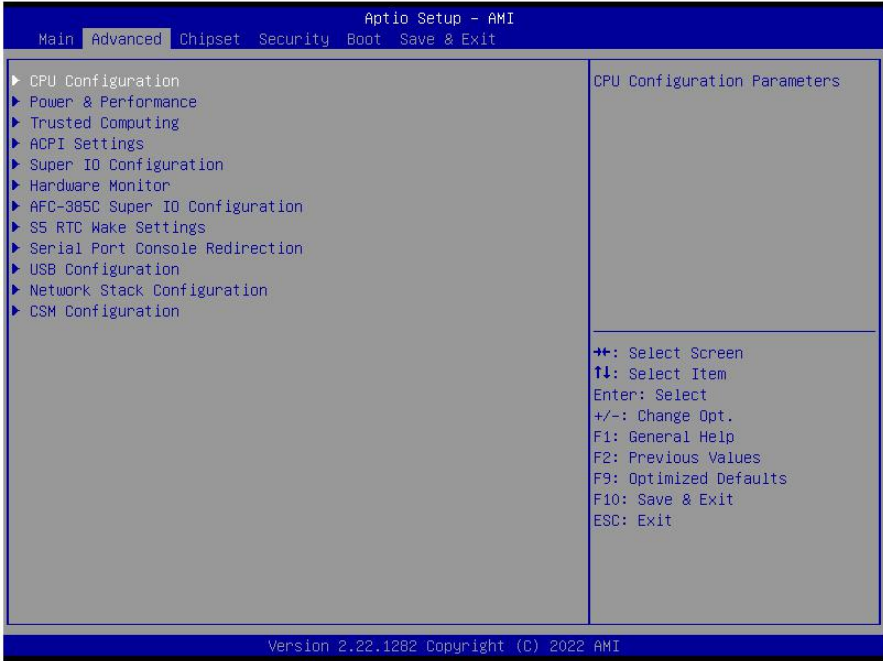 Aptio Setup - AMI
Main Advanced Chipset Security Boot Save & Exit
CPU Configuration
Power & Performance
Trusted Computing
ACPI Settings
Super IO Configuration
Hardware Monitor
AFC-385C Super IO Configuration
S5 RTC Wake Settings
Serial Port Console Redirection
USB Configuration
Network Stack Configuration
CSM Configuration
CPU Configuration Parameters
→←: Select Screen
↑↓: Select Item
Enter: Select
+/-: Change Opt.
F1: General Help
F2: Previous Values
F9: Optimized Defaults
F10: Save & Exit
ESC: Exit
Version 2.22.1282 Copyright (C) 2022 AMI